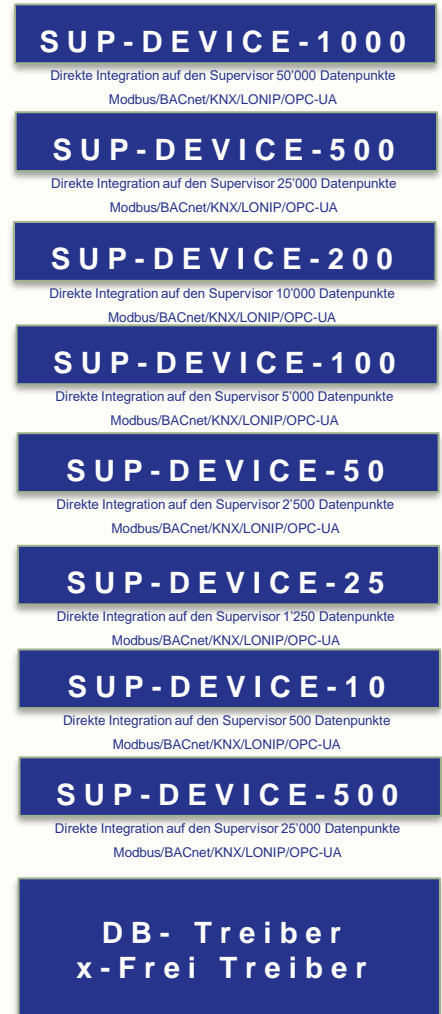 SUP-DEVICE-1000
Direkte Integration auf den Supervisor 50'000 Datenpunkte
Modbus/BACnet/KNX/LONIP/OPC-UA
SUP-DEVICE-500
Direkte Integration auf den Supervisor 25'000 Datenpunkte
Modbus/BACnet/KNX/LONIP/OPC-UA
SUP-DEVICE-200
Direkte Integration auf den Supervisor 10'000 Datenpunkte
Modbus/BACnet/KNX/LONIP/OPC-UA
SUP-DEVICE-100
Direkte Integration auf den Supervisor 5'000 Datenpunkte
Modbus/BACnet/KNX/LONIP/OPC-UA
SUP-DEVICE-50
Direkte Integration auf den Supervisor 2'500 Datenpunkte
Modbus/BACnet/KNX/LONIP/OPC-UA
SUP-DEVICE-25
Direkte Integration auf den Supervisor 1'250 Datenpunkte
Modbus/BACnet/KNX/LONIP/OPC-UA
SUP-DEVICE-10
Direkte Integration auf den Supervisor 500 Datenpunkte
Modbus/BACnet/KNX/LONIP/OPC-UA
SUP-DEVICE-500
Direkte Integration auf den Supervisor 25'000 Datenpunkte
Modbus/BACnet/KNX/LONIP/OPC-UA
DB- Treiber
x-Frei Treiber